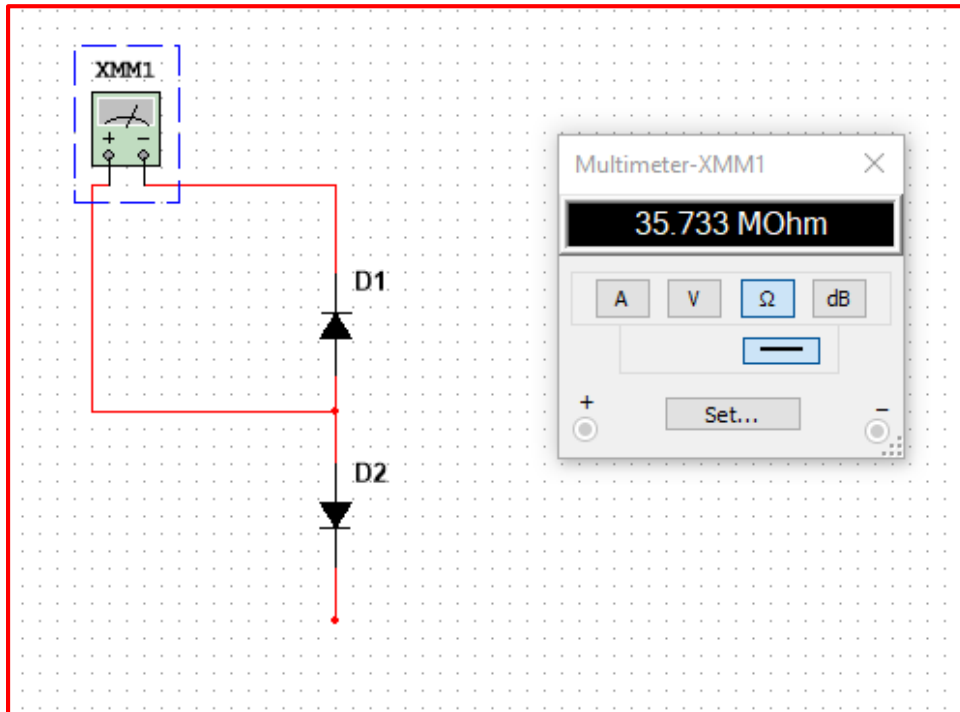 XMM1
+ −
D1
D2
Multimeter-XMM1
35.733 MOhm
A V Ω dB
+ Set... −